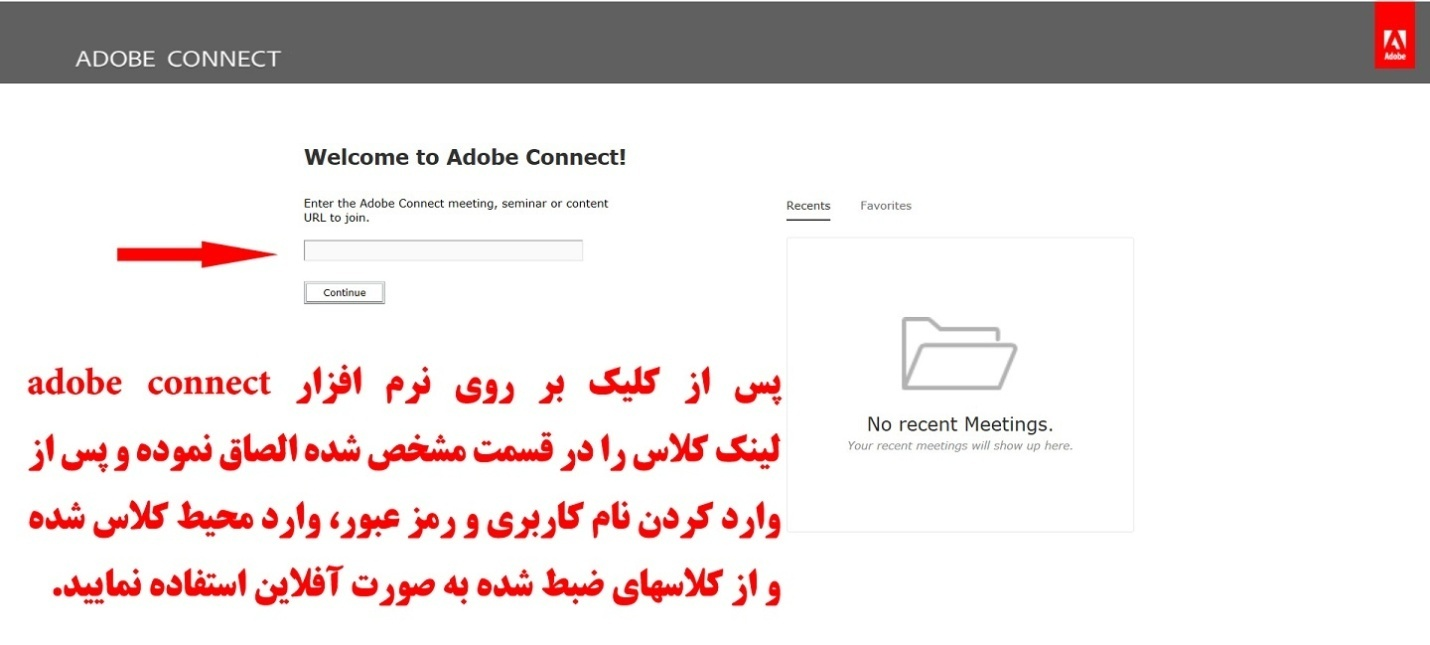 ADOBE CONNECT
Adobe
Welcome to Adobe Connect!
Enter the Adobe Connect meeting, seminar or content
URL to join.
Continue
Recents Favorites
No recent Meetings.
Your recent meetings will show up here.
پس از کلیک بر روی نرم افزار adobe connect
لینک کلاس را در قسمت مشخص شده الصاق نموده و پس از
وارد کردن نام کاربری و رمز عبور، وارد محیط کلاس شده
و از کلاسهای ضبط شده به صورت آفلاین استفاده نمایید.